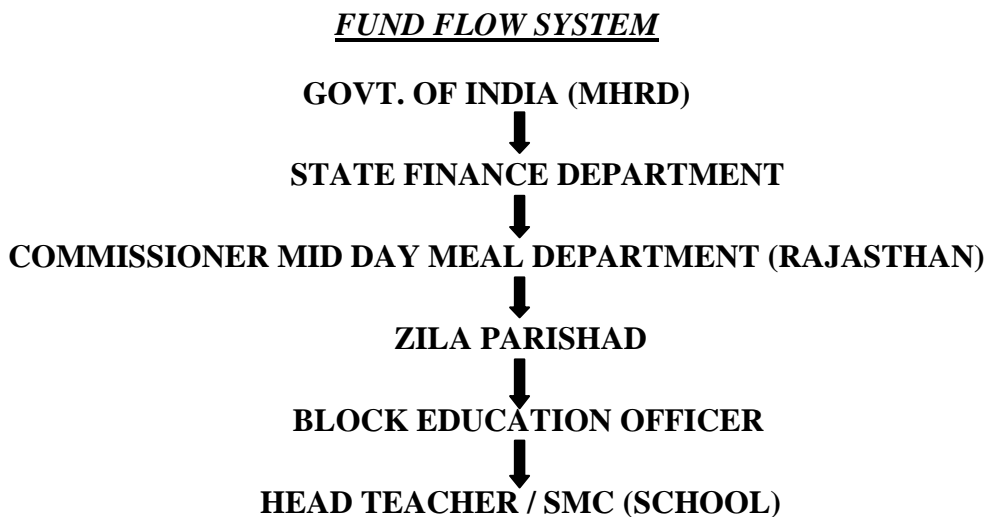 FUND FLOW SYSTEM
GOVT. OF INDIA (MHRD)
STATE FINANCE DEPARTMENT
COMMISSIONER MID DAY MEAL DEPARTMENT (RAJASTHAN)
ZILA PARISHAD
BLOCK EDUCATION OFFICER
HEAD TEACHER / SMC (SCHOOL)